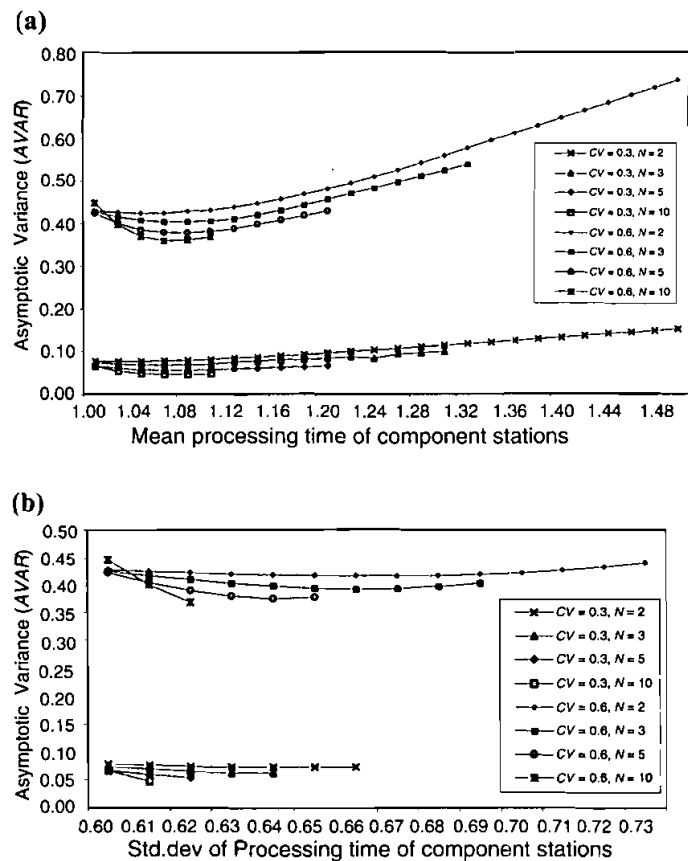 (a)
Asymptotic Variance (AVAR)
0.80
0.70
0.60
0.50
0.40
0.30
0.20
0.10
0.00
CV = 0.3, N = 2
CV = 0.3, N = 3
CV = 0.3, N = 5
CV = 0.3, N = 10
CV = 0.6, N = 2
CV = 0.6, N = 3
CV = 0.6, N = 5
CV = 0.6, N = 10
1.00 1.04 1.09 1.13 1.16 1.21 1.24 1.28 1.32 1.36 1.40 1.44 1.48
Mean processing time of component stations
(b)
Asymptotic Variance (AVAR)
0.50
0.45
0.40
0.35
0.30
0.25
0.20
0.15
0.10
0.05
0.00
CV = 0.3, N = 2
CV = 0.3, N = 3
CV = 0.3, N = 5
CV = 0.3, N = 10
CV = 0.6, N = 2
CV = 0.6, N = 3
CV = 0.6, N = 5
CV = 0.6, N = 10
0.60 0.61 0.62 0.63 0.64 0.65 0.66 0.67 0.68 0.69 0.70 0.71 0.72 0.73
Std.dev of Processing time of component stations